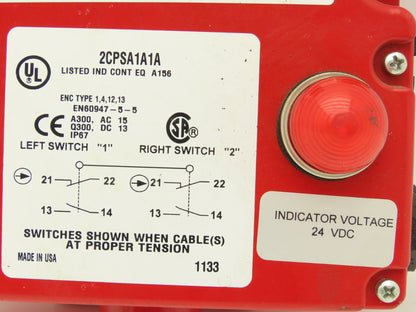 2CPSA1A1A
UL
LISTED IND CONT EQ A156
ENC TYPE 1,4,12,13
EN60947-5-5
CE
A300, AC 15
Q300, DC 13
IP67
SA
LEFT SWITCH "1"
RIGHT SWITCH "2"
21 22 21 22
13 14 13 14
SWITCHES SHOWN WHEN CABLE(S)
AT PROPER TENSION
MADE IN USA
1133
INDICATOR VOLTAGE
24 VDC